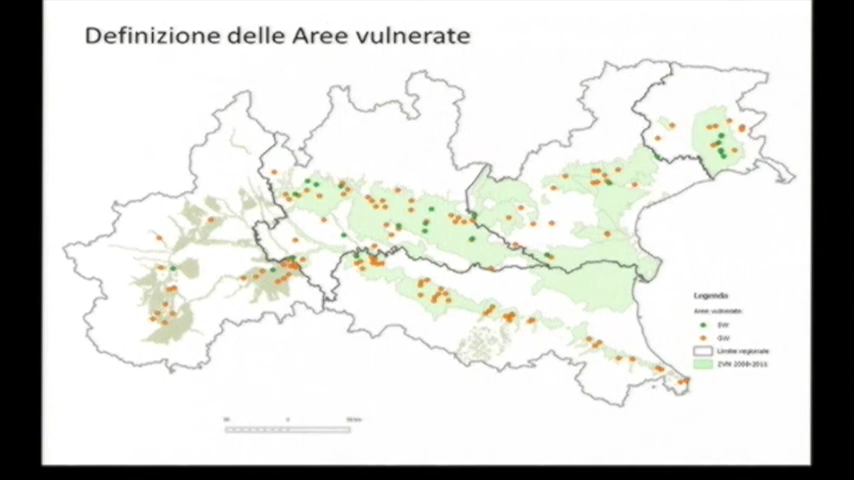 Definizione delle Aree vulnerate
Legenda
Aree vulnerate
SW
GW
Limite regionale
ZVN 2008-2011